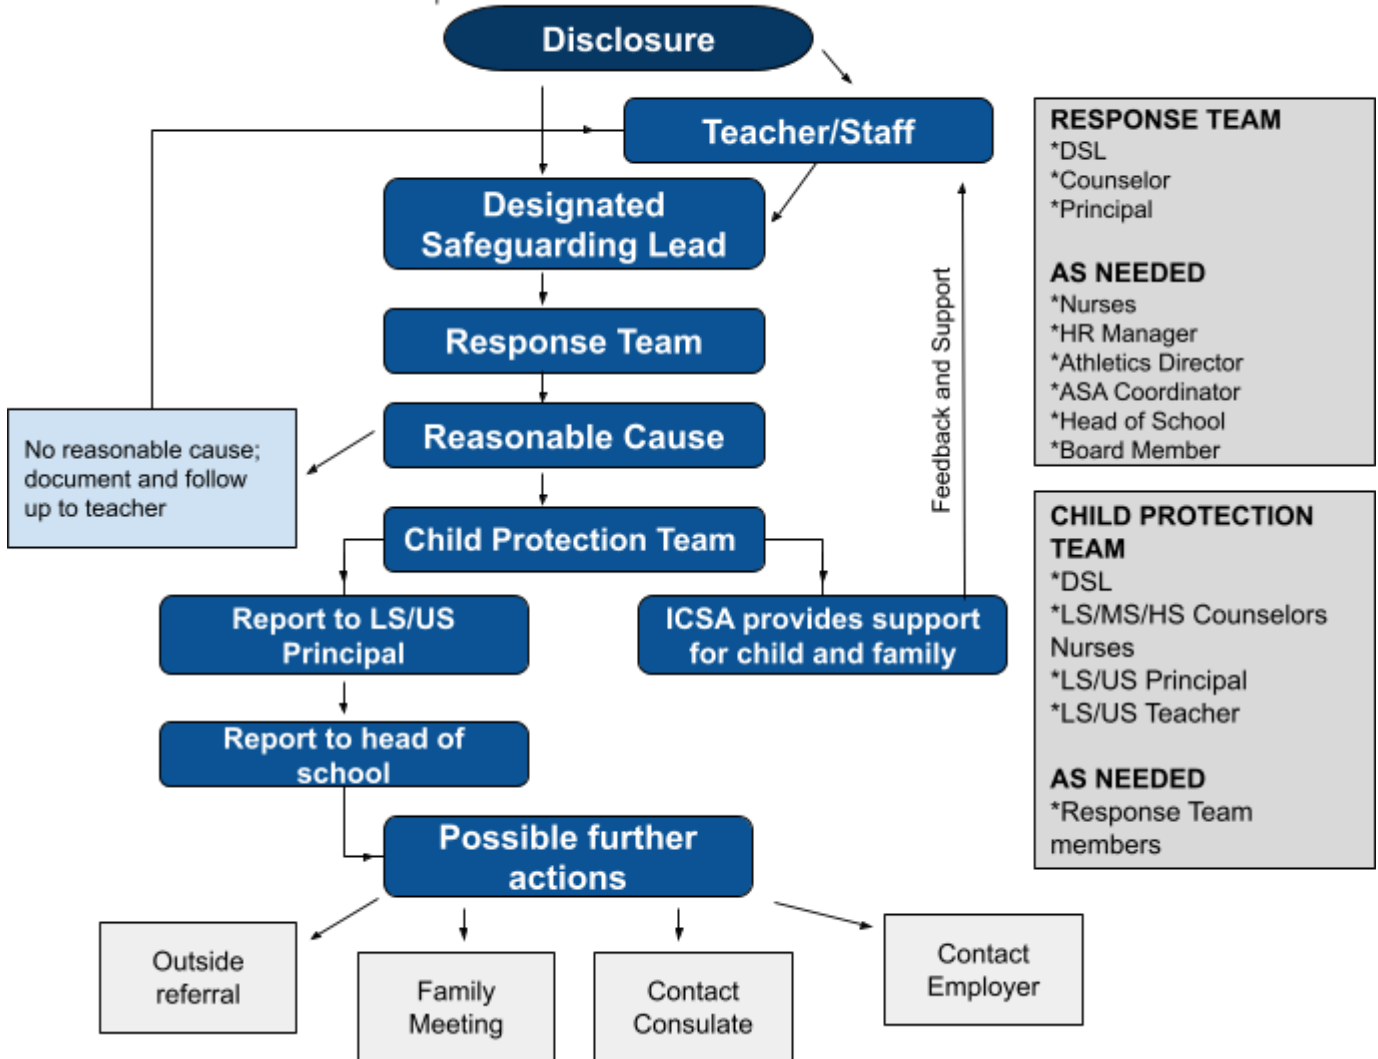 Disclosure
Teacher/Staff
Designated
Safeguarding Lead
Response Team
Reasonable Cause
No reasonable cause;
document and follow
up to teacher
Child Protection Team
Report to LS/US
Principal
ICSA provides support
for child and family
Feedback and Support
Report to head of
school
Possible further
actions
Outside
referral
Family
Meeting
Contact
Consulate
Contact
Employer
RESPONSE TEAM
*DSL
*Counselor
*Principal
AS NEEDED
*Nurses
*HR Manager
*Athletics Director
*ASA Coordinator
*Head of School
*Board Member
CHILD PROTECTION
TEAM
*DSL
*LS/MS/HS Counselors
Nurses
*LS/US Principal
*LS/US Teacher
AS NEEDED
*Response Team
members